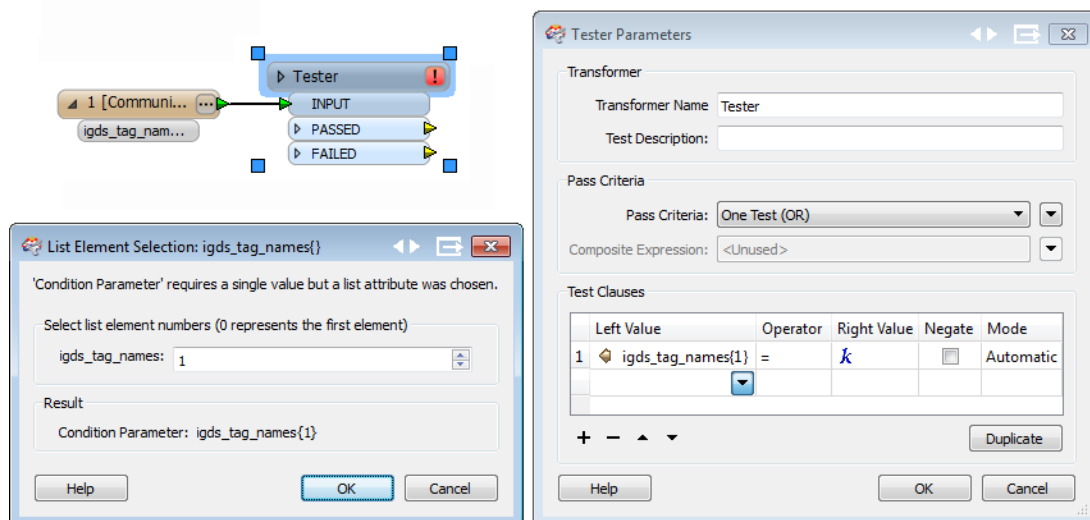 Tester
1 [Communi... ...
INPUT
igds_tag_nam...
PASSED
FAILED
List Element Selection: igds_tag_names{}
'Condition Parameter' requires a single value but a list attribute was chosen.
Select list element numbers (0 represents the first element)
igds_tag_names: 1
Result
Condition Parameter: igds_tag_names{1}
Help OK Cancel
Tester Parameters
Transformer
Transformer Name Tester
Test Description:
Pass Criteria
Pass Criteria: One Test (OR)
Composite Expression: <Unused>
Test Clauses
Left Value Operator Right Value Negate Mode
1 igds_tag_names{1} = k Automatic
Duplicate
Help OK Cancel